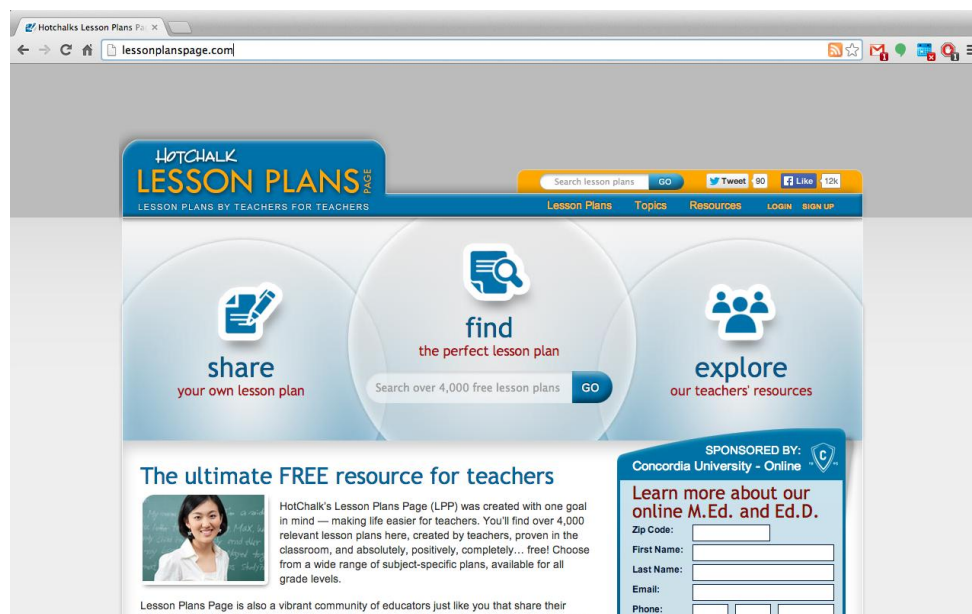 Hotchalks Lesson Plans Pa
lessonplanspage.com
HOTCHALK
LESSON PLANS PAGE
LESSON PLANS BY TEACHERS FOR TEACHERS
Search lesson plans GO Tweet 90 Like 12k
Lesson Plans Topics Resources LOGIN SIGN UP
share
your own lesson plan
find
the perfect lesson plan
Search over 4,000 free lesson plans GO
explore
our teachers' resources
The ultimate FREE resource for teachers
HotChalk's Lesson Plans Page (LPP) was created with one goal
in mind — making life easier for teachers. You'll find over 4,000
relevant lesson plans here, created by teachers, proven in the
classroom, and absolutely, positively, completely... free! Choose
from a wide range of subject-specific plans, available for all
grade levels.
Lesson Plans Page is also a vibrant community of educators just like you that share their
SPONSORED BY:
Concordia University - Online
C
Learn more about our
online M.Ed. and Ed.D.
Zip Code:
First Name:
Last Name:
Email:
Phone: